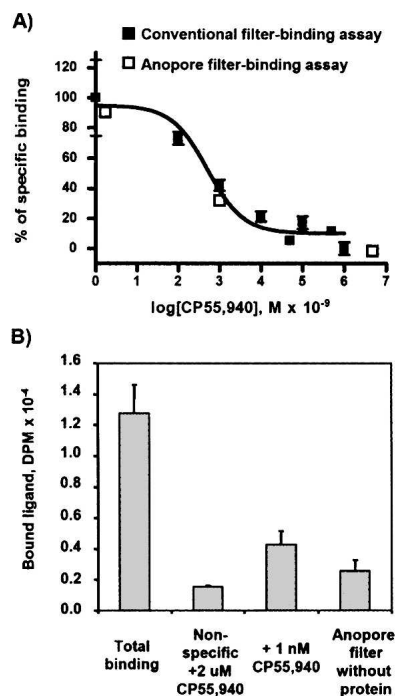 A)
Conventional filter-binding assay
Anopore filter-binding assay
% of specific binding
120
100
80
60
40
20
0
0 1 2 3 4 5 6 7
log[CP55,940], M x 10-9
B)
Bound ligand, DPM x 10-4
1.6
1.4
1.2
1.0
0.8
0.6
0.4
0.2
0.0
Total
binding
Non-
specific
+2 uM
CP55,940
+ 1 nM
CP55,940
Anopore
filter
without
protein